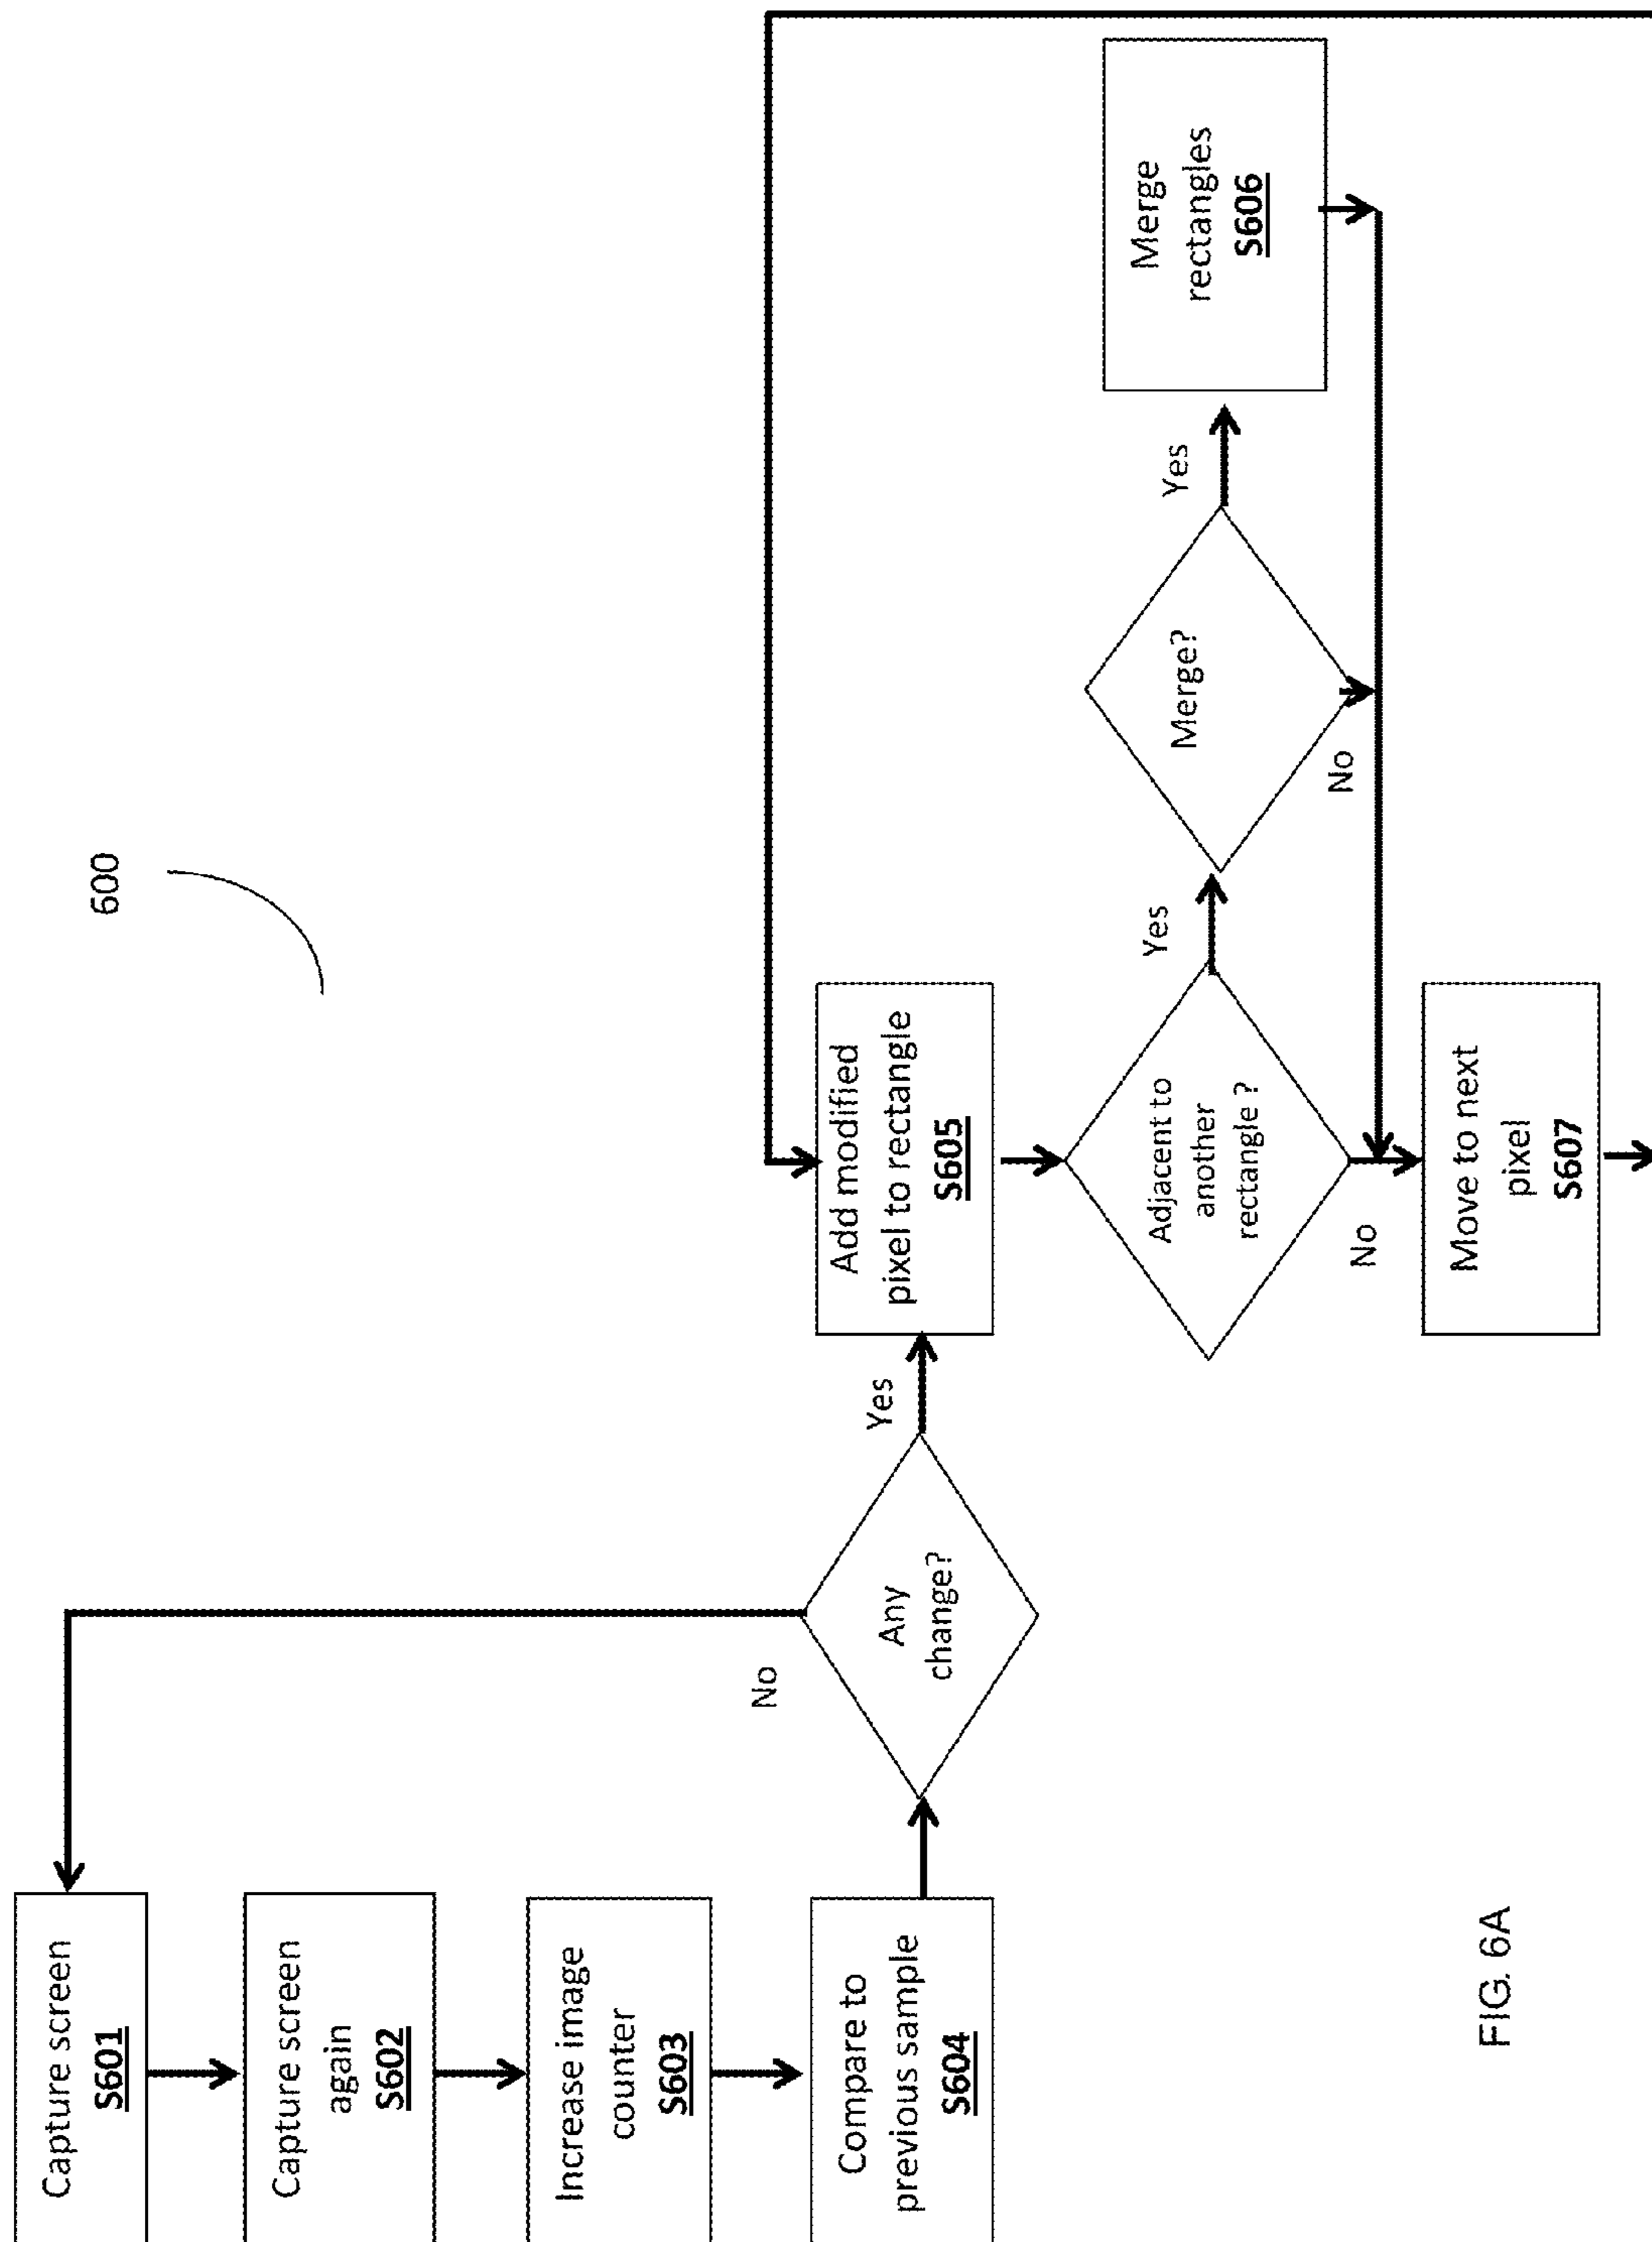 600
Capture screen
S601
Capture screen
again
S602
Increase image
counter
S603
Compare to
previous sample
S604
Any
change?
No
Yes
Add modified
pixel to rectangle
S605
Adjacent to
another
rectangle ?
Yes
No
Merge?
Yes
No
Merge
rectangles
S606
Move to next
pixel
S607
FIG. 6A